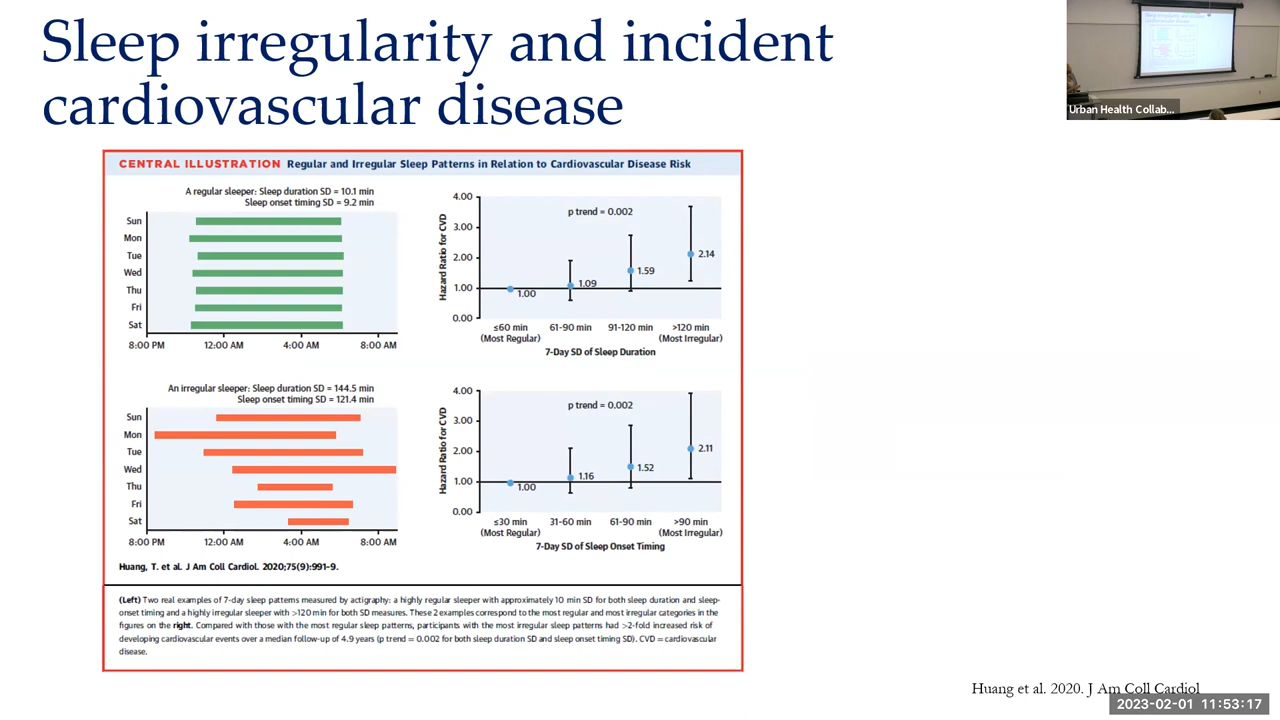 Sleep irregularity and incident
cardiovascular disease
Urban Health Collab...
CENTRAL ILLUSTRATION Regular and Irregular Sleep Patterns in Relation to Cardiovascular Disease Risk
A regular sleeper: Sleep duration SD = 10.1 min
Sleep onset timing SD = 9.2 min
Sun
Mon
Tue
Wed
Thu
Fri
Sat
8:00 PM 12:00 AM 4:00 AM 8:00 AM
Hazard Ratio for CVD
4.00
3.00
2.00
1.00
0.00
p trend = 0.002
1.00
1.09
1.59
2.14
≤60 min 61-90 min 91-120 min >120 min
(Most Regular) (Most Irregular)
7-Day SD of Sleep Duration
An irregular sleeper: Sleep duration SD = 144.5 min
Sleep onset timing SD = 121.4 min
Sun
Mon
Tue
Wed
Thu
Fri
Sat
8:00 PM 12:00 AM 4:00 AM 8:00 AM
Hazard Ratio for CVD
4.00
3.00
2.00
1.00
0.00
p trend = 0.002
1.00
1.16
1.52
2.11
≤30 min 31-60 min 61-90 min >90 min
(Most Regular) (Most Irregular)
7-Day SD of Sleep Onset Timing
Huang, T. et al. J Am Coll Cardiol. 2020;75(9):991-9.
(Left) Two real examples of 7-day sleep patterns measured by actigraphy: a highly regular sleeper with approximately 10 min SD for both sleep duration and sleep-
onset timing and a highly irregular sleeper with >120 min for both SD measures. These 2 examples correspond to the most regular and most irregular categories in the
figures on the right. Compared with those with the most regular sleep patterns, participants with the most irregular sleep patterns had >2-fold increased risk of
developing cardiovascular events over a median follow-up of 4.9 years (p trend = 0.002 for both sleep duration SD and sleep onset timing SD). CVD = cardiovascular
disease.
Huang et al. 2020. J Am Coll Cardiol
2023-02-01 11:53:17